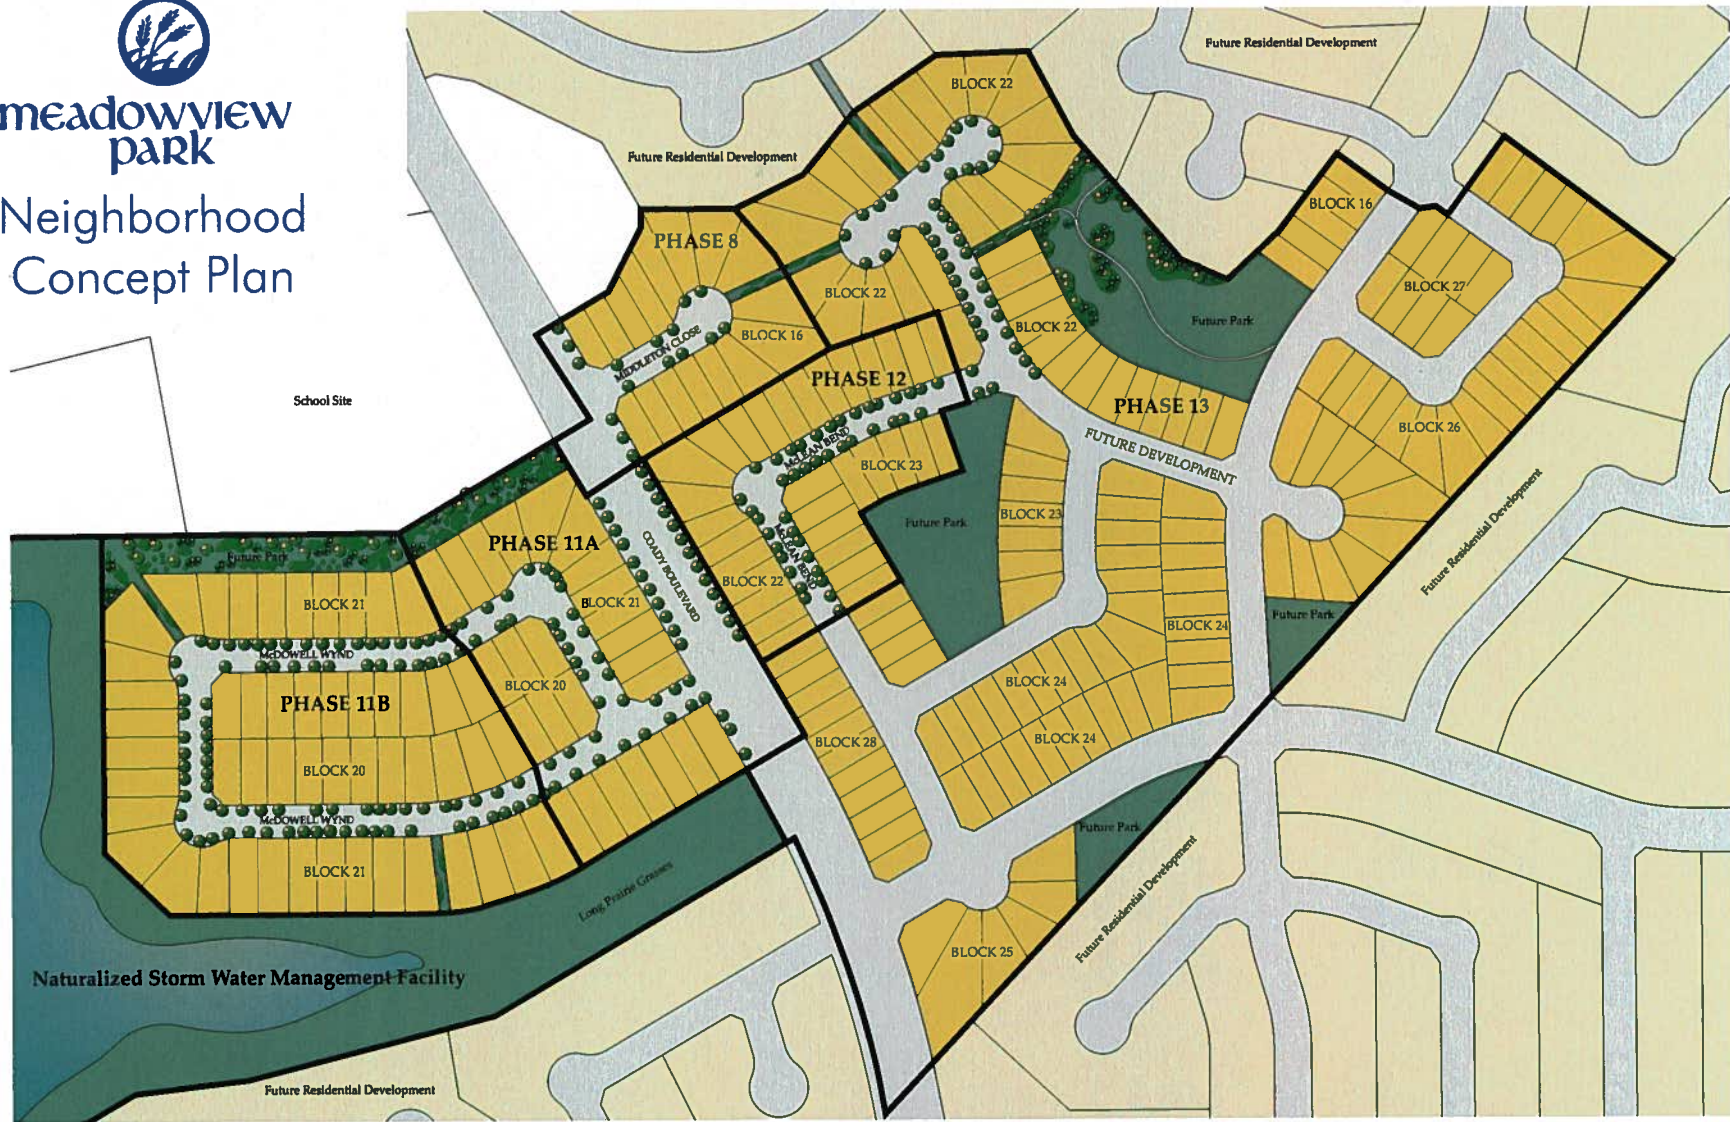 meadowview
park
Neighborhood
Concept Plan
Future Residential Development
BLOCK 22
Future Residential Development
BLOCK 16
PHASE 8
BLOCK 22
BLOCK 27
Future Park
BLOCK 22
BLOCK 16
MIDDLETON CLOSE
PHASE 12
PHASE 13
School Site
BLOCK 26
FUTURE DEVELOPMENT
McLEAN BEND
BLOCK 23
BLOCK 23
Future Park
PHASE 11A
COADY BOULEVARD
McLEAN BEND
Future Residential Development
Future Park
BLOCK 22
BLOCK 21
BLOCK 21
Future Park
BLOCK 24
McDOWELL WYND
BLOCK 20
BLOCK 24
PHASE 11B
BLOCK 24
BLOCK 28
BLOCK 20
McDOWELL WYND
Future Park
BLOCK 21
Long Prairie Grasses
Future Residential Development
BLOCK 25
Naturalized Storm Water Management Facility
Future Residential Development